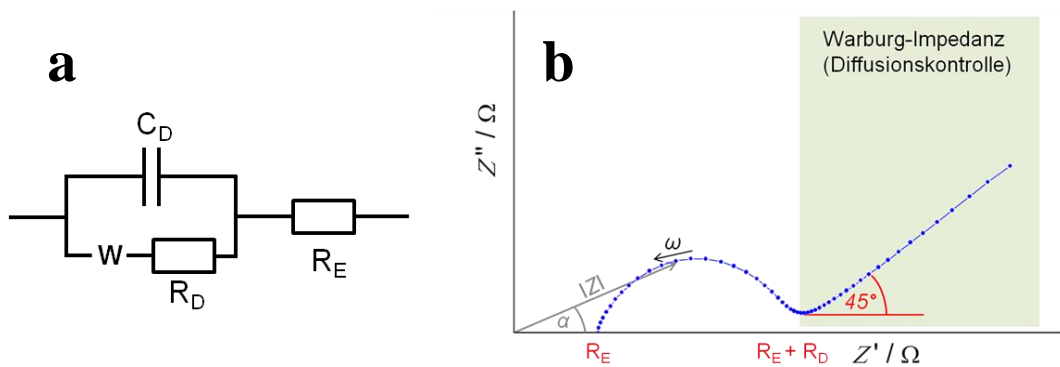 a
C_D
W
R_D
R_E
b
Z'' / Ω
Warburg-Impedanz
(Diffusionskontrolle)
ω
|Z|
α
45°
R_E
R_E + R_D
Z' / Ω